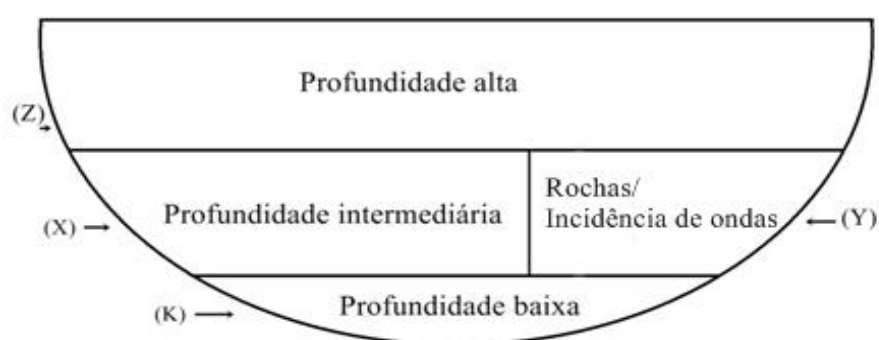 Profundidade alta
(Z)
Profundidade intermediária
Rochas/
Incidência de ondas
(X)
(Y)
Profundidade baixa
(K)